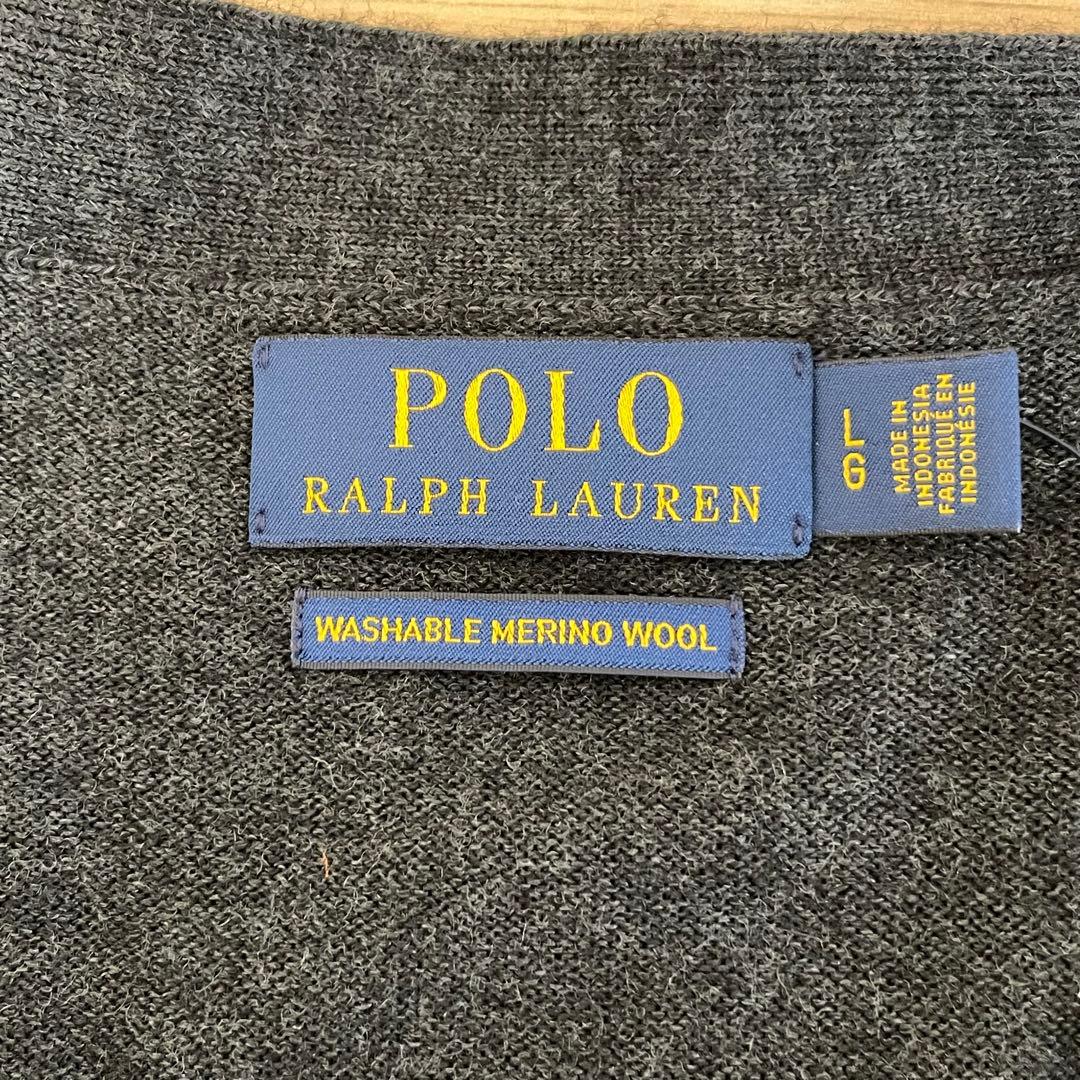 POLO
RALPH LAUREN
L
G
MADE IN
INDONESIA
FABRIQUÉ EN
INDONÉSIE
WASHABLE MERINO WOOL